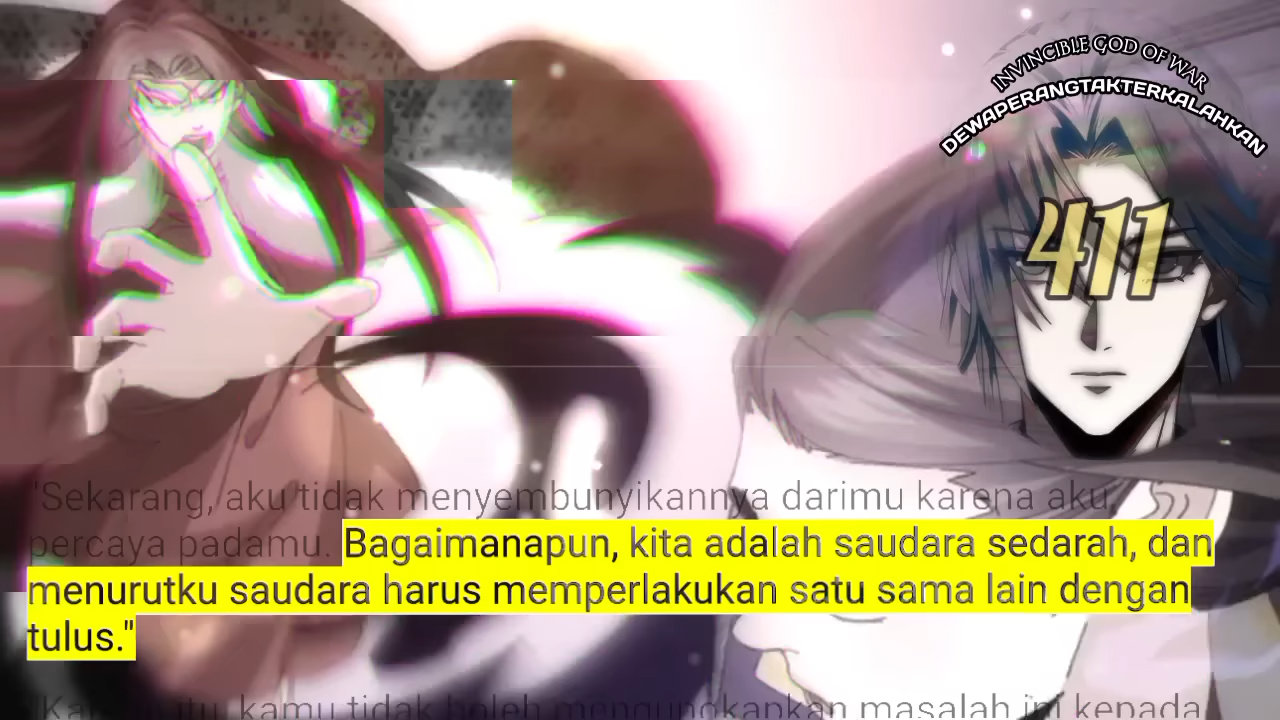 INVINCIBLE GOD OF WAR
DEWAPERANGTAKTERKALAHKAN
411
"Sekarang, aku tidak menyembunyikannya darimu karena aku
percaya padamu. Bagaimanapun, kita adalah saudara sedarah, dan
menurutku saudara harus memperlakukan satu sama lain dengan
tulus."
itu, kamu tidak boleh mengungkapkan masalah ini kepada